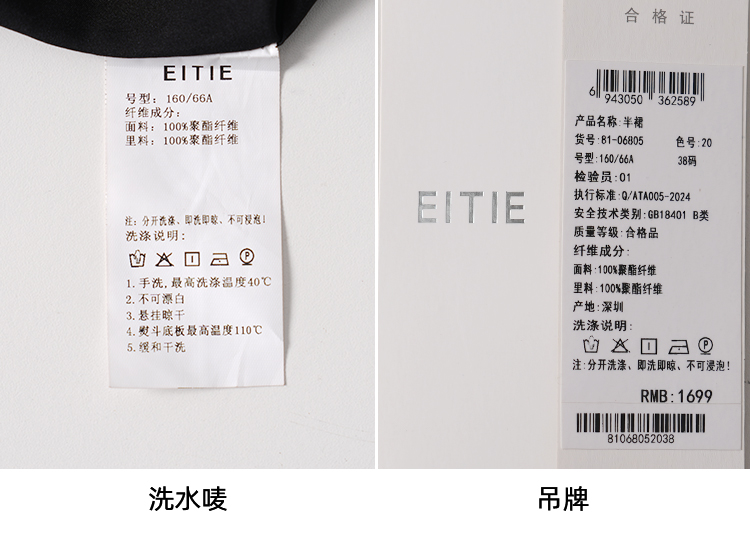 EITIE
号型: 160/66A
纤维成分:
面料: 100%聚酯纤维
里料: 100%聚酯纤维
注: 分开洗涤、即洗即晾、不可浸泡!
洗涤说明:
1.手洗,最高洗涤温度40℃
2.不可漂白
3.悬挂晾干
4.熨斗底板最高温度110℃
5.缓和干洗
洗水唛
EITIE
合格证
6 943050 362589
产品名称:半裙
货号:81-06805 色号:20
号型:160/66A 38码
检验员:01
执行标准:Q/ATA005-2024
安全技术类别:GB18401 B类
质量等级:合格品
纤维成分:
面料:100%聚酯纤维
里料:100%聚酯纤维
产地:深圳
洗涤说明:
P
注:分开洗涤、即洗即晾、不可浸泡!
RMB:1699
81068052038
吊牌